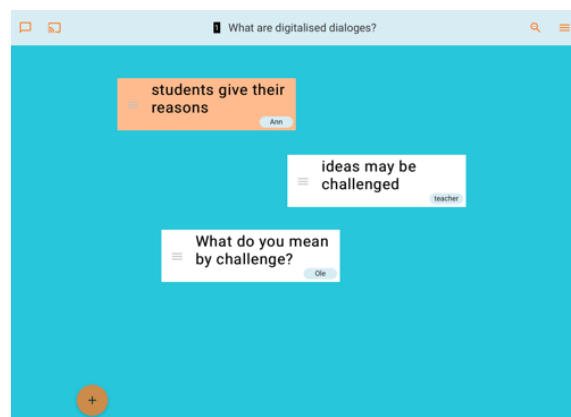 1 What are digitalised dialoges?
students give their
reasons
Ann
ideas may be
challenged
teacher
What do you mean
by challenge?
Ole
+